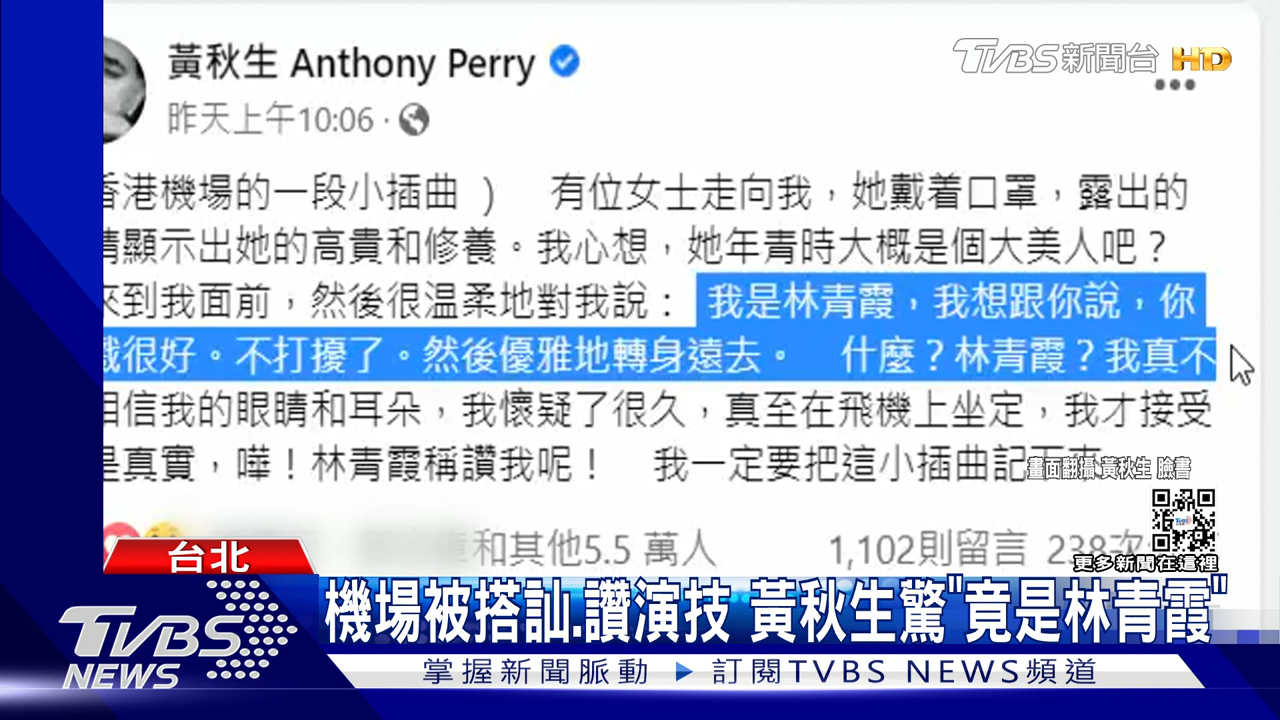 黃秋生 Anthony Perry
TVBS新聞台 HD
昨天上午10:06
香港機場的一段小插曲 ） 有位女士走向我，她戴着口罩，露出的
睛顯示出她的高貴和修養。我心想，她年青時大概是個大美人吧？
來到我面前，然後很温柔地對我說： 我是林青霞，我想跟你說，你
戲很好。不打擾了。然後優雅地轉身遠去。 什麼？林青霞？我真不
相信我的眼睛和耳朵，我懷疑了很久，真至在飛機上坐定，我才接受
是真實，嘩！林青霞稱讚我呢！ 我一定要把這小插曲記下來
畫面翻攝 黃秋生 臉書
和其他5.5 萬人
1,102則留言 238次
TVBS
更多新聞在這裡
台北
機場被搭訕.讚演技 黃秋生驚"竟是林青霞"
TVBS NEWS
掌握新聞脈動 ▶ 訂閱TVBS NEWS頻道